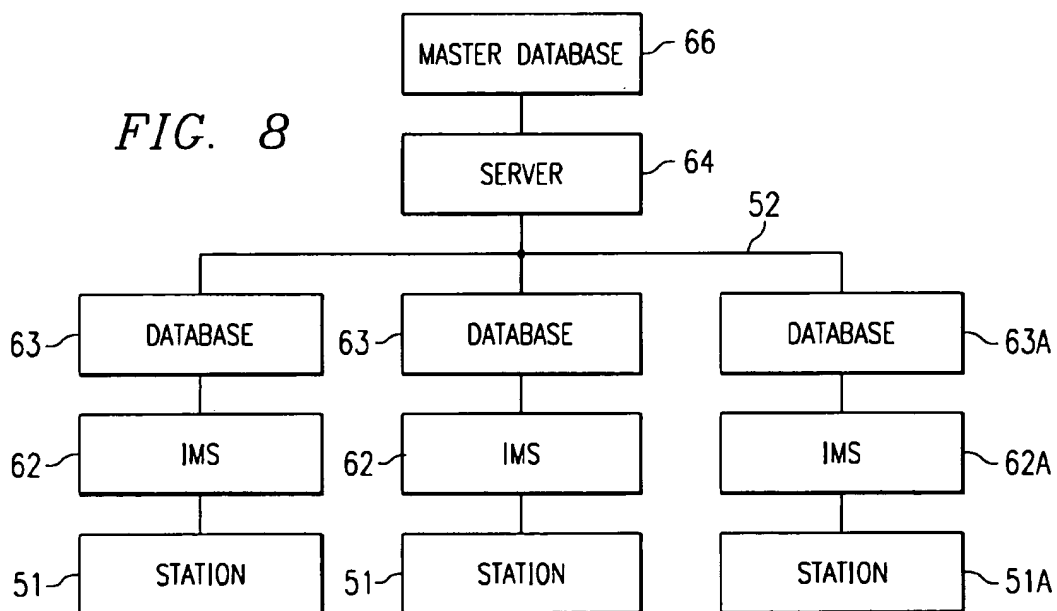 MASTER DATABASE 66
FIG. 8
SERVER 64
52
63 DATABASE 63 DATABASE DATABASE 63A
62 IMS 62 IMS IMS 62A
51 STATION 51 STATION STATION 51A